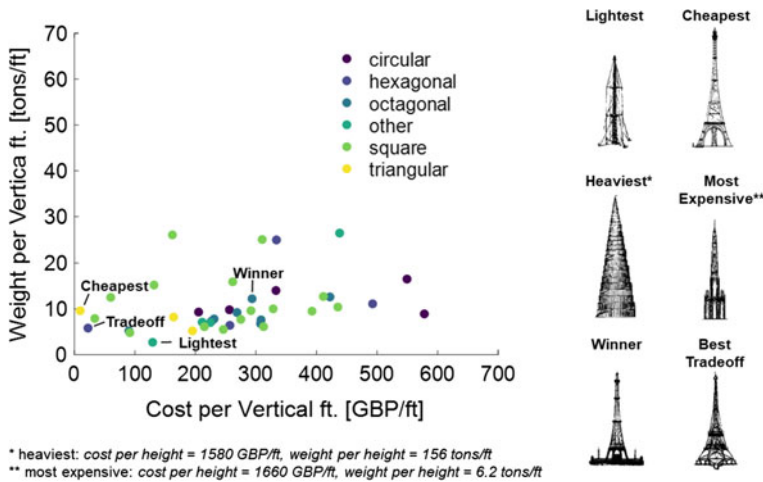 70
60
50
40
30
20
10
0
Weight per Vertica ft. [tons/ft]
circular
hexagonal
octagonal
other
square
triangular
Cheapest
Tradeoff
Winner
Lightest
0 100 200 300 400 500 600 700
Cost per Vertical ft. [GBP/ft]
Lightest
Cheapest
Heaviest*
Most
Expensive**
Winner
Best
Tradeoff
* heaviest: cost per height = 1580 GBP/ft, weight per height = 156 tons/ft
** most expensive: cost per height = 1660 GBP/ft, weight per height = 6.2 tons/ft